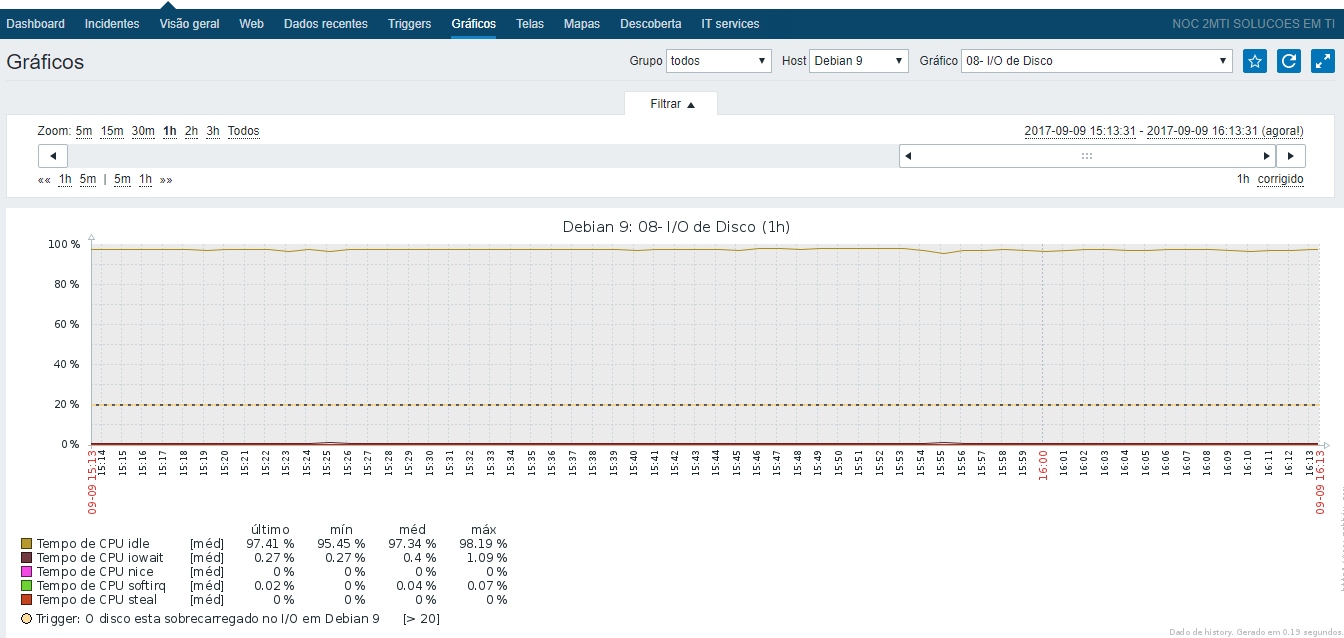 Dashboard Incidentes Visão geral Web Dados recentes Triggers Gráficos Telas Mapas Descoberta IT services NOC 2MTI SOLUCOES EM TI
Gráficos Grupo todos Host Debian 9 Gráfico 08- I/O de Disco
Filtrar
Zoom: 5m 15m 30m 1h 2h 3h Todos 2017-09-09 15:13:31 - 2017-09-09 16:13:31 (agora!)
«« 1h 5m | 5m 1h »» 1h corrigido
Debian 9: 08- I/O de Disco (1h)
100 %
80 %
60 %
40 %
20 %
0 %
09-09 15:13 15:14 15:15 15:16 15:17 15:18 15:19 15:20 15:21 15:22 15:23 15:24 15:25 15:26 15:27 15:28 15:29 15:30 15:31 15:32 15:33 15:34 15:35 15:36 15:37 15:38 15:39 15:40 15:41 15:42 15:43 15:44 15:45 15:46 15:47 15:48 15:49 15:50 15:51 15:52 15:53 15:54 15:55 15:56 15:57 15:58 15:59 16:00 16:01 16:02 16:03 16:04 16:05 16:06 16:07 16:08 16:09 16:10 16:11 16:12 16:13 09-09 16:13
último mín méd máx
Tempo de CPU idle [méd] 97.41 % 95.45 % 97.34 % 98.19 %
Tempo de CPU iowait [méd] 0.27 % 0.27 % 0.4 % 1.09 %
Tempo de CPU nice [méd] 0 % 0 % 0 % 0 %
Tempo de CPU softirq [méd] 0.02 % 0 % 0.04 % 0.07 %
Tempo de CPU steal [méd] 0 % 0 % 0 % 0 %
Trigger: O disco esta sobrecarregado no I/O em Debian 9 [> 20]
Dado de history. Gerado em 0.19 segundos.